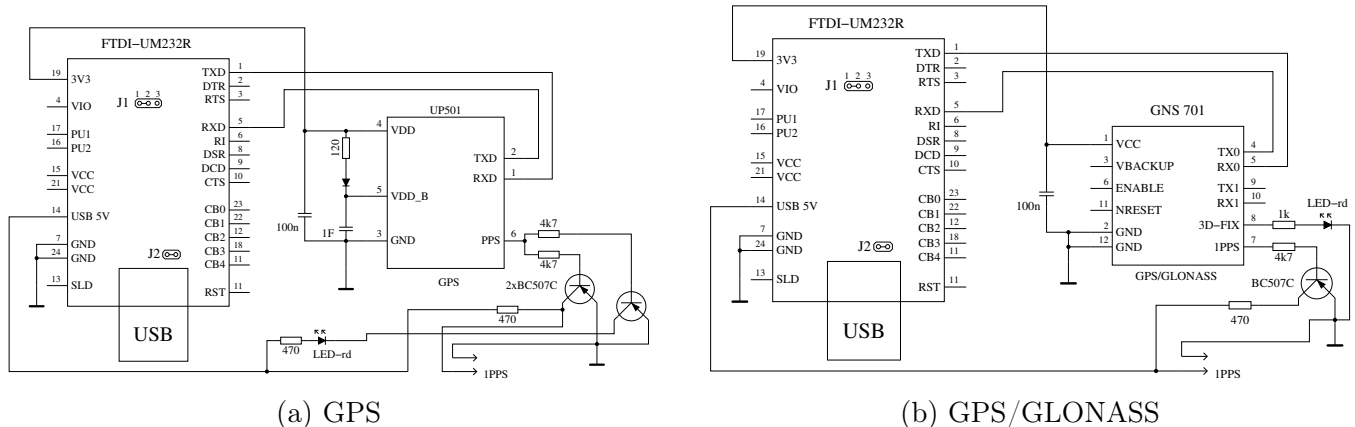 FTDI–UM232R
19 3V3
4 VIO
17 PU1
16 PU2
15 VCC
21 VCC
14 USB 5V
7 GND
24 GND
13 SLD
J1 1 2 3
J2
TXD 1
DTR 2
RTS 3
RXD 5
RI 6
DSR 8
DCD 9
CTS 10
CB0 23
CB1 22
CB2 12
CB3 18
CB4 11
RST 11
USB
120
100n
1F
UP501
4 VDD
5 VDD_B
3 GND
TXD 2
RXD 1
PPS 6
GPS
4k7
4k7
2xBC507C
470
470
LED–rd
1PPS
(a) GPS
FTDI–UM232R
19 3V3
4 VIO
17 PU1
16 PU2
15 VCC
21 VCC
14 USB 5V
7 GND
24 GND
13 SLD
J1 1 2 3
J2
TXD 1
DTR 2
RTS 3
RXD 5
RI 6
DSR 8
DCD 9
CTS 10
CB0 23
CB1 22
CB2 12
CB3 18
CB4 11
RST 11
USB
100n
GNS 701
1 VCC
3 VBACKUP
6 ENABLE
11 NRESET
2 GND
12 GND
TX0 4
RX0 5
TX1 9
RX1 10
3D–FIX 8
1PPS 7
GPS/GLONASS
1k
LED–rd
4k7
BC507C
470
1PPS
(b) GPS/GLONASS